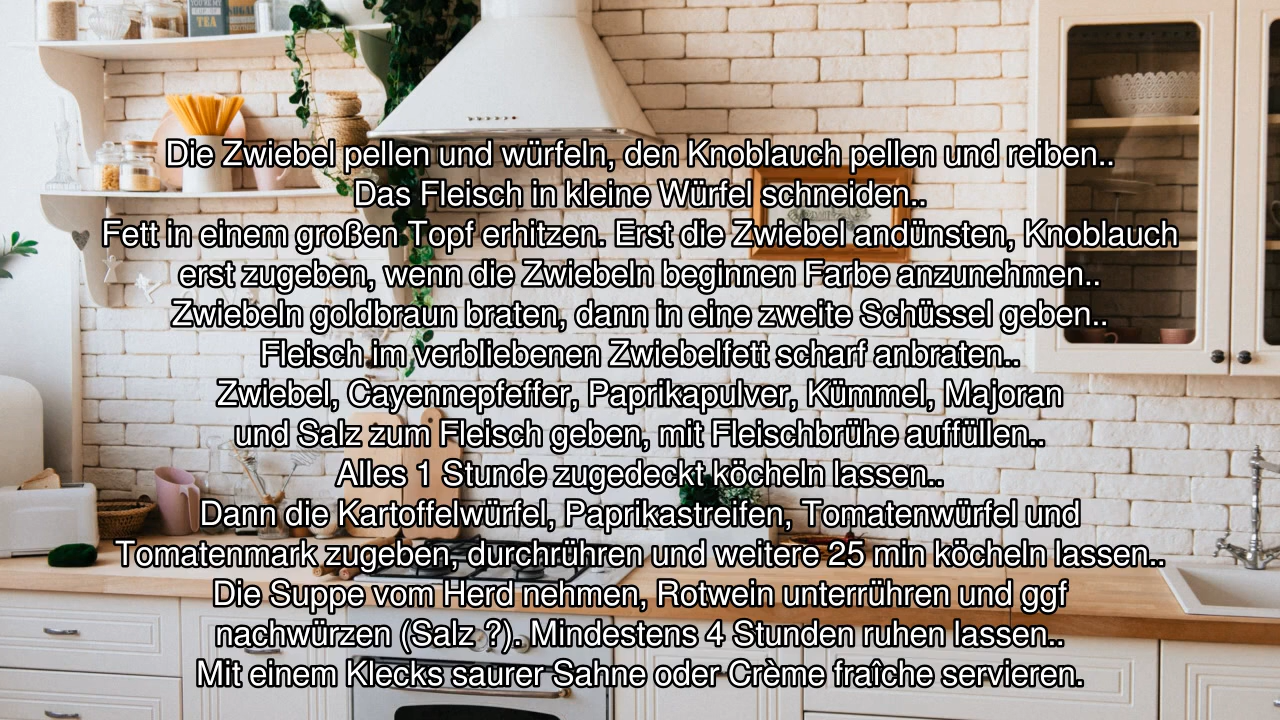 TEA
Die Zwiebel pellen und würfeln, den Knoblauch pellen und reiben..
Das Fleisch in kleine Würfel schneiden..
Fett in einem großen Topf erhitzen. Erst die Zwiebel andünsten, Knoblauch
erst zugeben, wenn die Zwiebeln beginnen Farbe anzunehmen..
Zwiebeln goldbraun braten, dann in eine zweite Schüssel geben..
Fleisch im verbliebenen Zwiebelfett scharf anbraten..
Zwiebel, Cayennepfeffer, Paprikapulver, Kümmel, Majoran
und Salz zum Fleisch geben, mit Fleischbrühe auffüllen..
Alles 1 Stunde zugedeckt köcheln lassen..
Dann die Kartoffelwürfel, Paprikastreifen, Tomatenwürfel und
Tomatenmark zugeben, durchrühren und weitere 25 min köcheln lassen..
Die Suppe vom Herd nehmen, Rotwein unterrühren und ggf
nachwürzen (Salz ?). Mindestens 4 Stunden ruhen lassen..
Mit einem Klecks saurer Sahne oder Crème fraîche servieren.